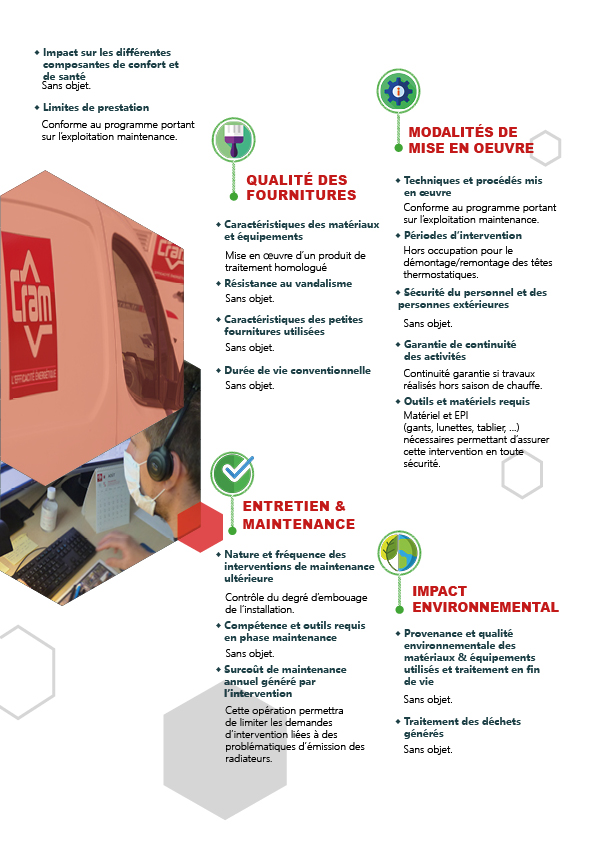 Impact sur les différentes
composantes de confort et
de santé
Sans objet.
Limites de prestation
Conforme au programme portant
sur l'exploitation maintenance.
Cram
L'EFFICACITÉ ÉNERGÉTIQUE
Cram
QUALITÉ DES
FOURNITURES
Caractéristiques des matériaux
et équipements
Mise en œuvre d'un produit de
traitement homologué
Résistance au vandalisme
Sans objet.
Caractéristiques des petites
fournitures utilisées
Sans objet.
Durée de vie conventionnelle
Sans objet.
ENTRETIEN &
MAINTENANCE
Nature et fréquence des
interventions de maintenance
ultérieure
Contrôle du degré d'embouage
de l'installation.
Compétence et outils requis
en phase maintenance
Sans objet.
Surcoût de maintenance
annuel généré par
l'intervention
Cette opération permettra
de limiter les demandes
d'intervention liées à des
problématiques d'émission des
radiateurs.
MODALITÉS DE
MISE EN OEUVRE
Techniques et procédés mis
en œuvre
Conforme au programme portant
sur l'exploitation maintenance.
Périodes d'intervention
Hors occupation pour le
démontage/remontage des têtes
thermostatiques.
Sécurité du personnel et des
personnes extérieures
Sans objet.
Garantie de continuité
des activités
Continuité garantie si travaux
réalisés hors saison de chauffe.
Outils et matériels requis
Matériel et EPI
(gants, lunettes, tablier, ...)
nécessaires permettant d'assurer
cette intervention en toute
sécurité.
IMPACT
ENVIRONNEMENTAL
Provenance et qualité
environnementale des
matériaux & équipements
utilisés et traitement en fin
de vie
Sans objet.
Traitement des déchets
générés
Sans objet.